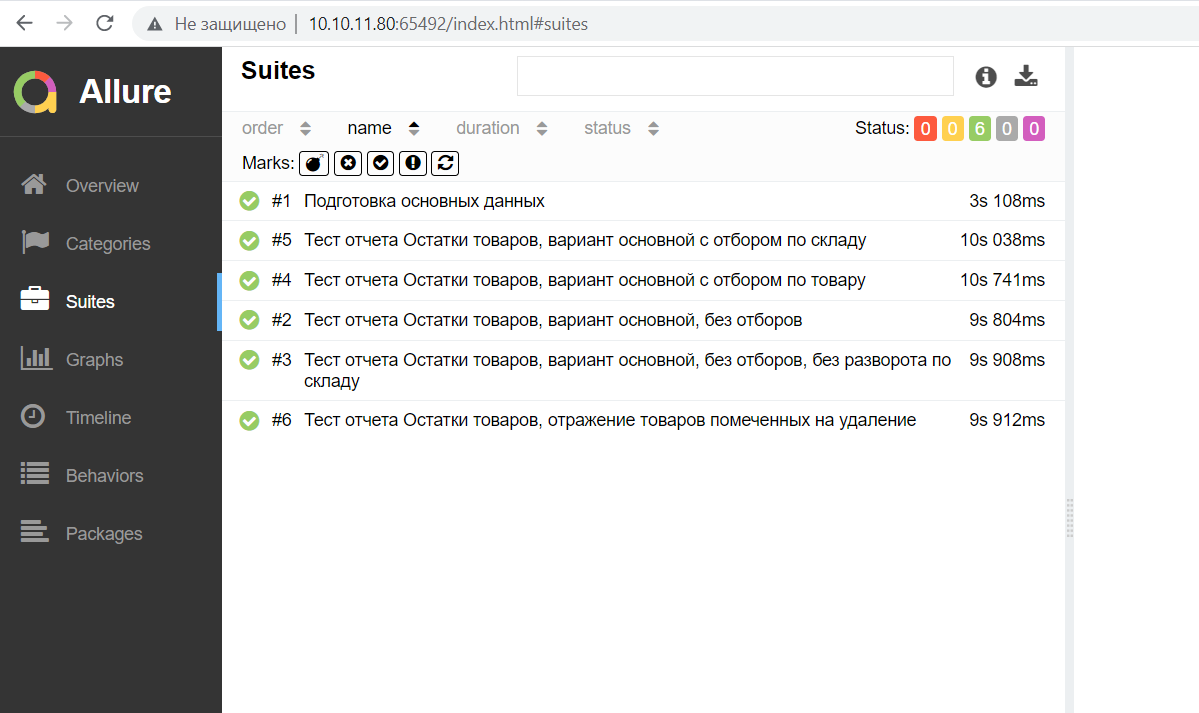 Не защищено 10.10.11.80:65492/index.html#suites
Allure
Overview
Categories
Suites
Graphs
Timeline
Behaviors
Packages
Suites
order name duration status Status: 0 0 6 0 0
Marks:
#1 Подготовка основных данных 3s 108ms
#5 Тест отчета Остатки товаров, вариант основной с отбором по складу 10s 038ms
#4 Тест отчета Остатки товаров, вариант основной с отбором по товару 10s 741ms
#2 Тест отчета Остатки товаров, вариант основной, без отборов 9s 804ms
#3 Тест отчета Остатки товаров, вариант основной, без отборов, без разворота по 9s 908ms
складу
#6 Тест отчета Остатки товаров, отражение товаров помеченных на удаление 9s 912ms